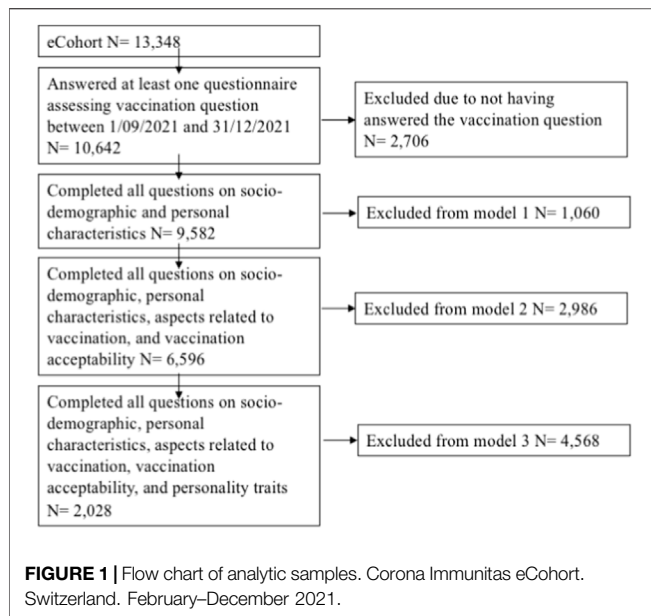 eCohort N= 13,348
Answered at least one questionnaire
assessing vaccination question
between 1/09/2021 and 31/12/2021
N= 10,642
Excluded due to not having
answered the vaccination question
N= 2,706
Completed all questions on socio-
demographic and personal
characteristics N= 9,582
Excluded from model 1 N= 1,060
Completed all questions on socio-
demographic, personal
characteristics, aspects related to
vaccination, and vaccination
acceptability N= 6,596
Excluded from model 2 N= 2,986
Completed all questions on socio-
demographic, personal
characteristics, aspects related to
vaccination, vaccination
acceptability, and personality traits
N= 2,028
Excluded from model 3 N= 4,568
FIGURE 1 | Flow chart of analytic samples. Corona Immunitas eCohort.
Switzerland. February–December 2021.